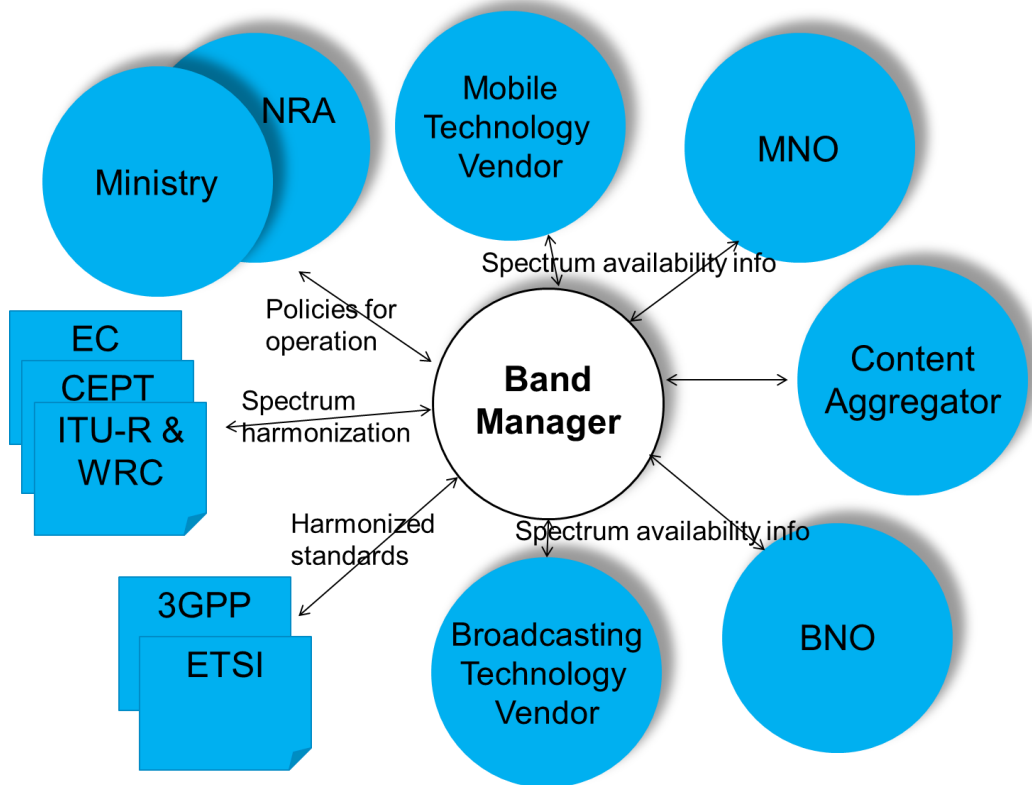 NRA
Ministry
Mobile
Technology
Vendor
MNO
Spectrum availability info
Policies for
operation
EC
CEPT
ITU-R &
WRC
Spectrum
harmonization
Band
Manager
Content
Aggregator
Harmonized
standards
Spectrum availability info
3GPP
ETSI
Broadcasting
Technology
Vendor
BNO